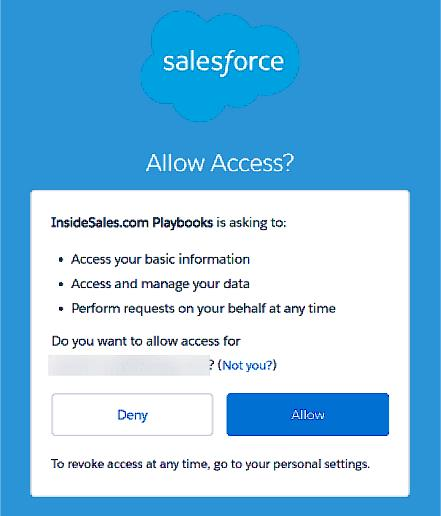 salesforce
Allow Access?
InsideSales.com Playbooks is asking to:
• Access your basic information
• Access and manage your data
• Perform requests on your behalf at any time
Do you want to allow access for
? (Not you?)
Deny
Allow
To revoke access at any time, go to your personal settings.